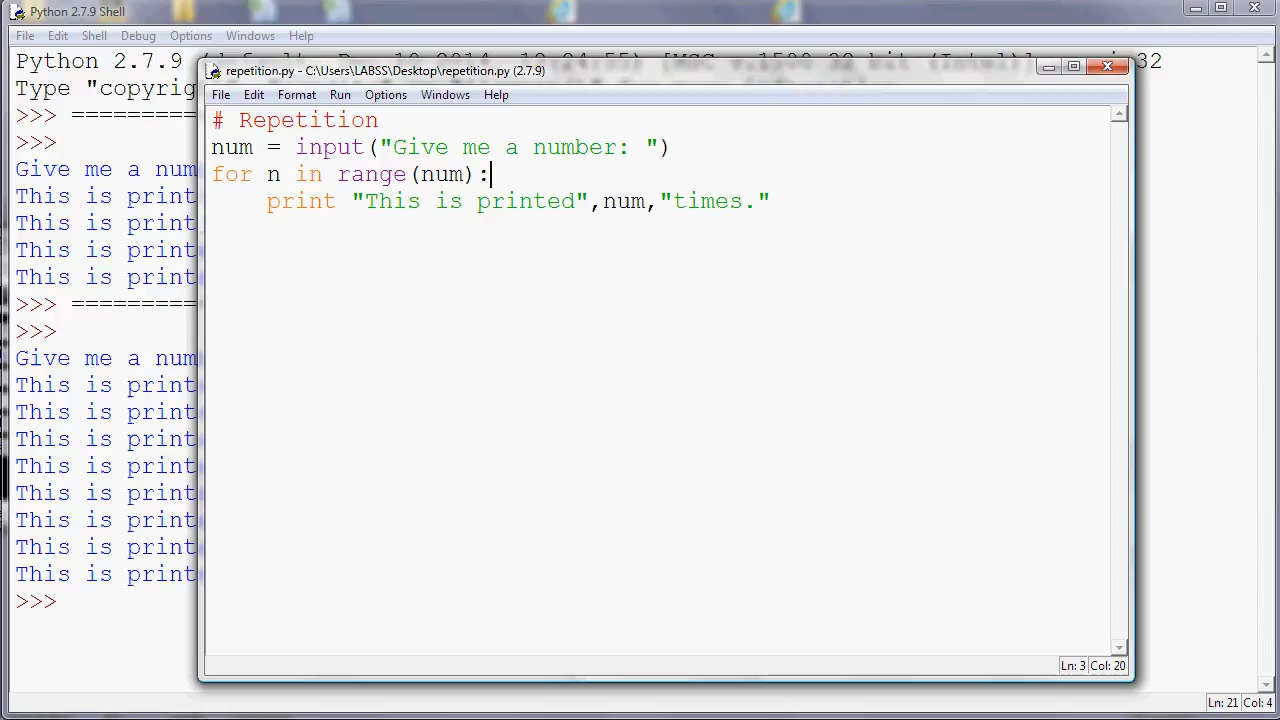 Python 2.7.9 Shell
File Edit Shell Debug Options Windows Help
Python 2.7.9 32
Type "copyrig
>>> =========
>>>
Give me a num
This is print
This is print
This is print
This is print
>>> =========
>>>
Give me a num
This is print
This is print
This is print
This is print
This is print
This is print
This is print
This is print
>>>
Ln: 21 Col: 4
repetition.py - C:\Users\LABSS\Desktop\repetition.py (2.7.9)
File Edit Format Run Options Windows Help
# Repetition
num = input("Give me a number: ")
for n in range(num):
print "This is printed",num,"times."
Ln: 3 Col: 20